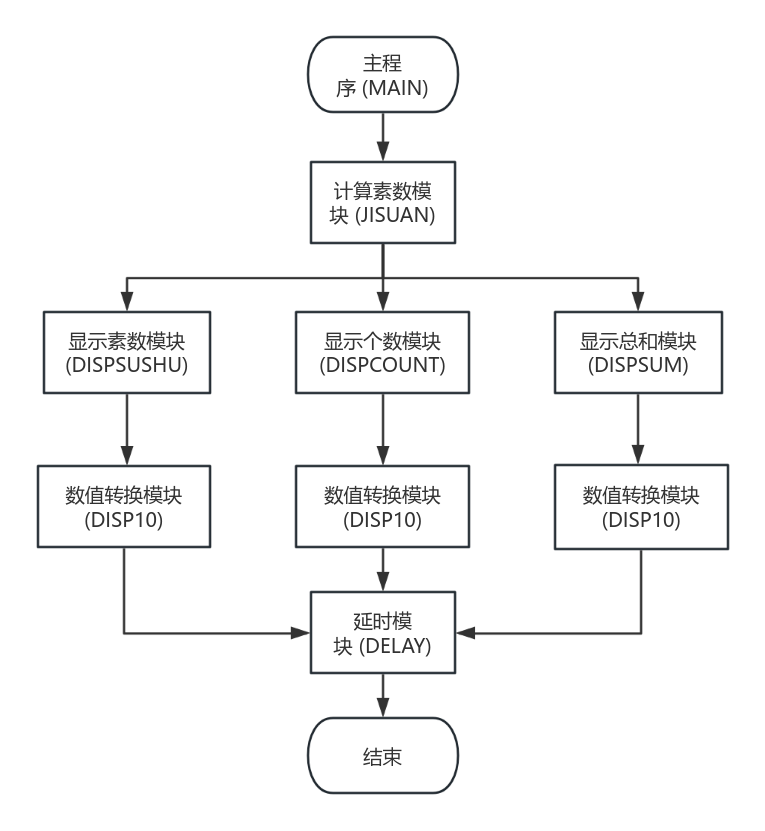 主程
序 (MAIN)
计算素数模
块 (JISUAN)
显示素数模块
(DISPSUSHU)
显示个数模块
(DISPCOUNT)
显示总和模块
(DISPSUM)
数值转换模块
(DISP10)
数值转换模块
(DISP10)
数值转换模块
(DISP10)
延时模
块 (DELAY)
结束